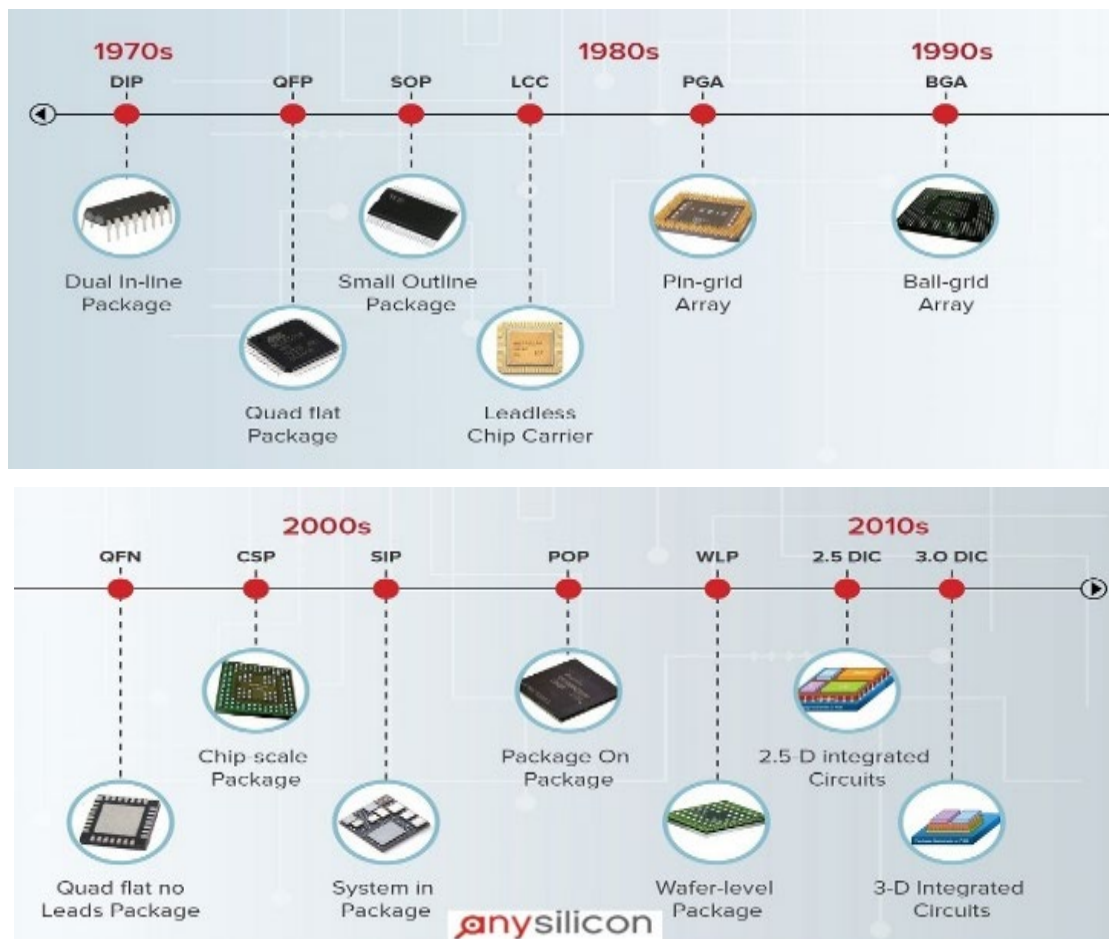 1970s
1980s
1990s
DIP
QFP
SOP
LCC
PGA
BGA
Dual In-line
Package
Small Outline
Package
Pin-grid
Array
Ball-grid
Array
Quad flat
Package
Leadless
Chip Carrier
2000s
2010s
QFN
CSP
SIP
POP
WLP
2.5 DIC
3.0 DIC
Chip-scale
Package
Package On
Package
2.5-D integrated
Circuits
Quad flat no
Leads Package
System in
Package
Wafer-level
Package
3-D Integrated
Circuits
anysilicon